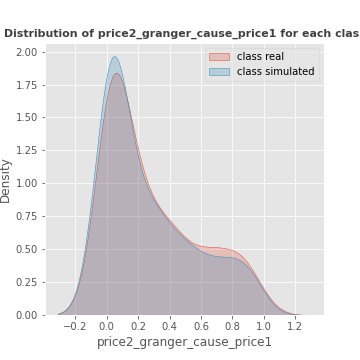 Distribution of price2_granger_cause_price1 for each clas
class real
class simulated
2.00
1.75
1.50
1.25
1.00
0.75
0.50
0.25
0.00
Density
−0.2 0.0 0.2 0.4 0.6 0.8 1.0 1.2
price2_granger_cause_price1